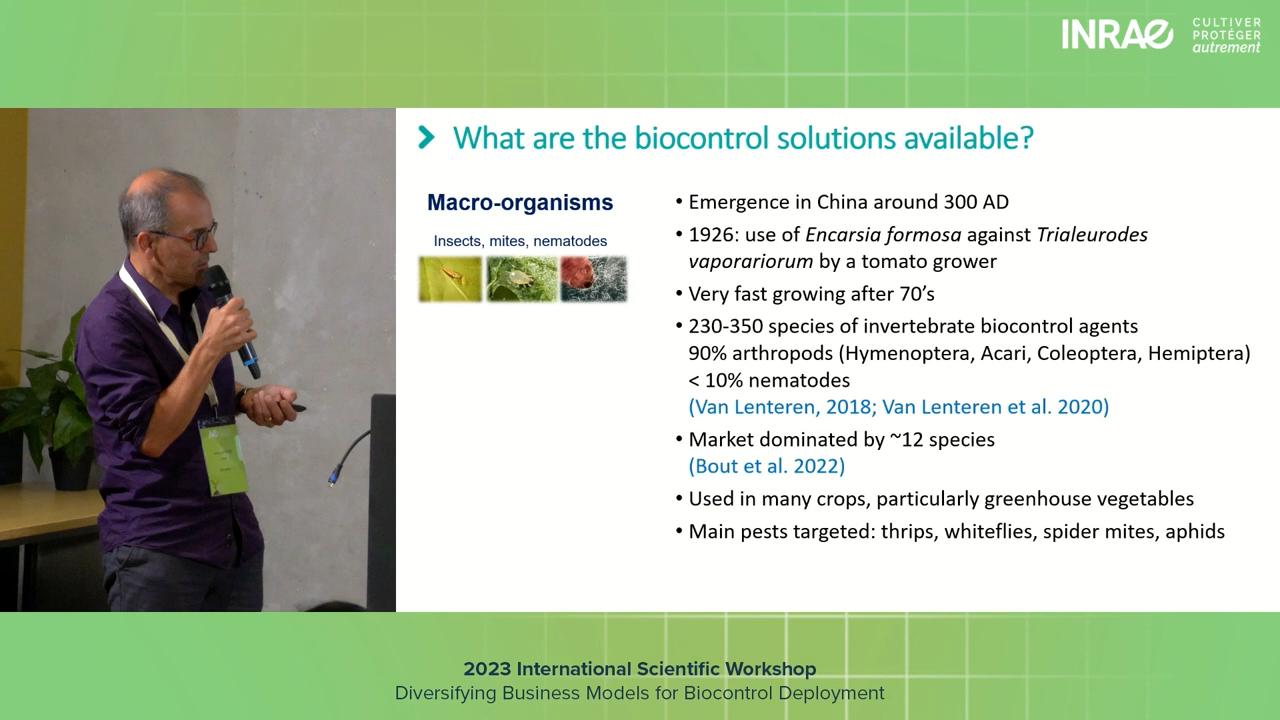 INRAE
CULTIVER
PROTÉGER
autrement
What are the biocontrol solutions available?
Macro-organisms
Insects, mites, nematodes
• Emergence in China around 300 AD
• 1926: use of Encarsia formosa against Trialeurodes
vaporariorum by a tomato grower
• Very fast growing after 70’s
• 230-350 species of invertebrate biocontrol agents
90% arthropods (Hymenoptera, Acari, Coleoptera, Hemiptera)
< 10% nematodes
(Van Lenteren, 2018; Van Lenteren et al. 2020)
• Market dominated by ~12 species
(Bout et al. 2022)
• Used in many crops, particularly greenhouse vegetables
• Main pests targeted: thrips, whiteflies, spider mites, aphids
2023 International Scientific Workshop
Diversifying Business Models for Biocontrol Deployment